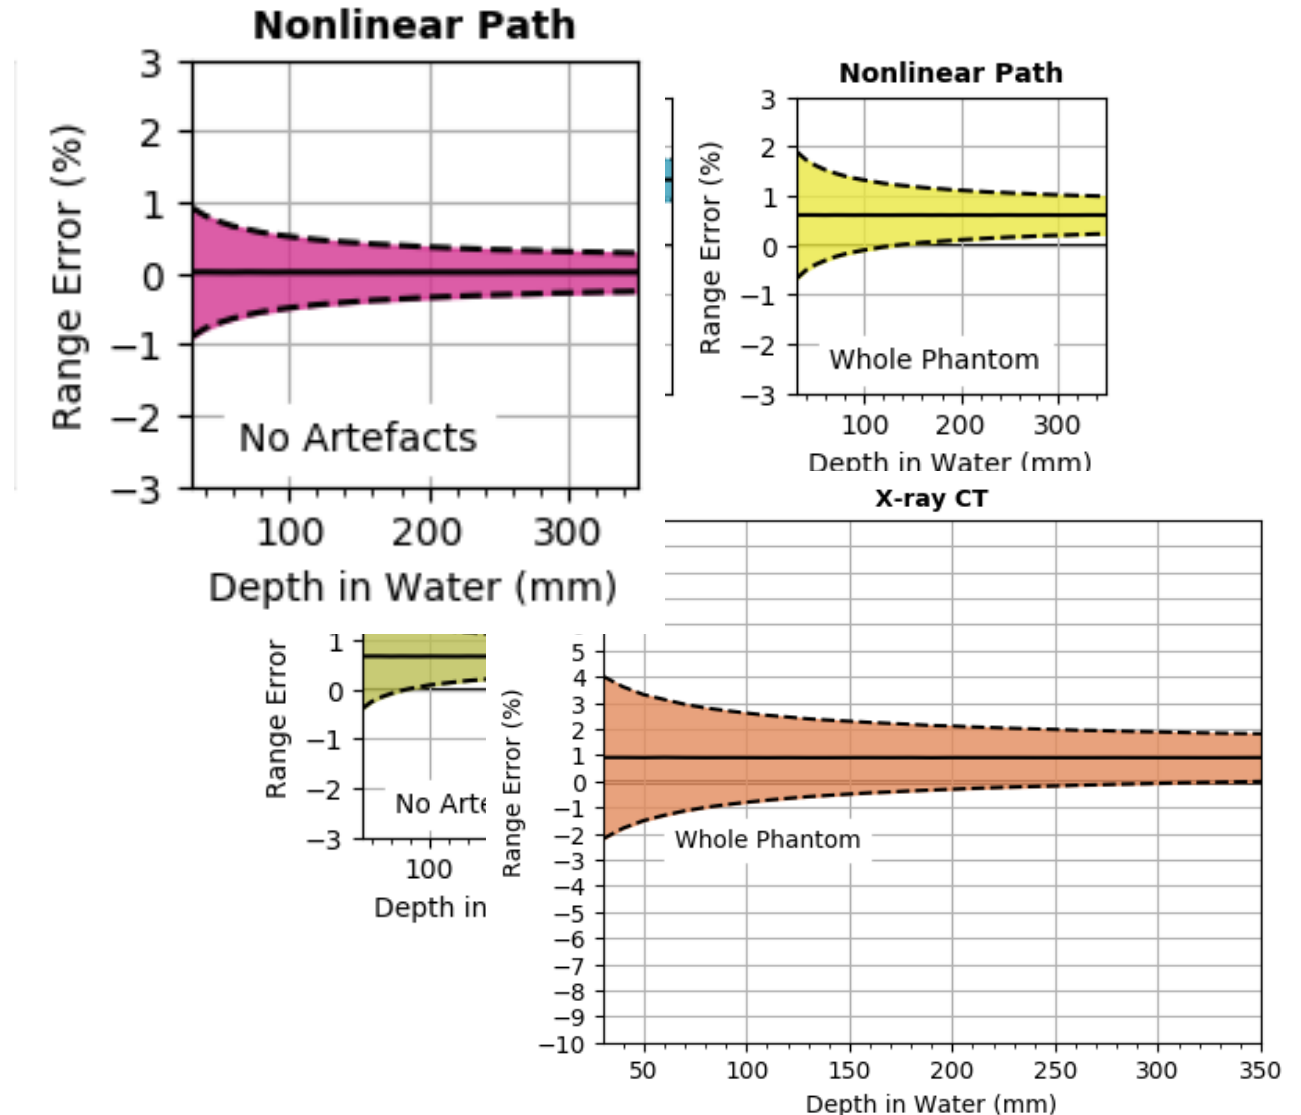 Nonlinear Path
3
2
1
0
−1
−2
−3
Range Error (%)
No Artefacts
100 200 300
Depth in Water (mm)
Nonlinear Path
3
2
1
0
−1
−2
−3
Range Error (%)
Whole Phantom
100 200 300
Depth in Water (mm)
1
0
−1
−2
−3
Range Error
No Arte
100
Depth in
X-ray CT
5
4
3
2
1
0
−1
−2
−3
−4
−5
−6
−7
−8
−9
−10
Range Error (%)
Whole Phantom
50 100 150 200 250 300 350
Depth in Water (mm)